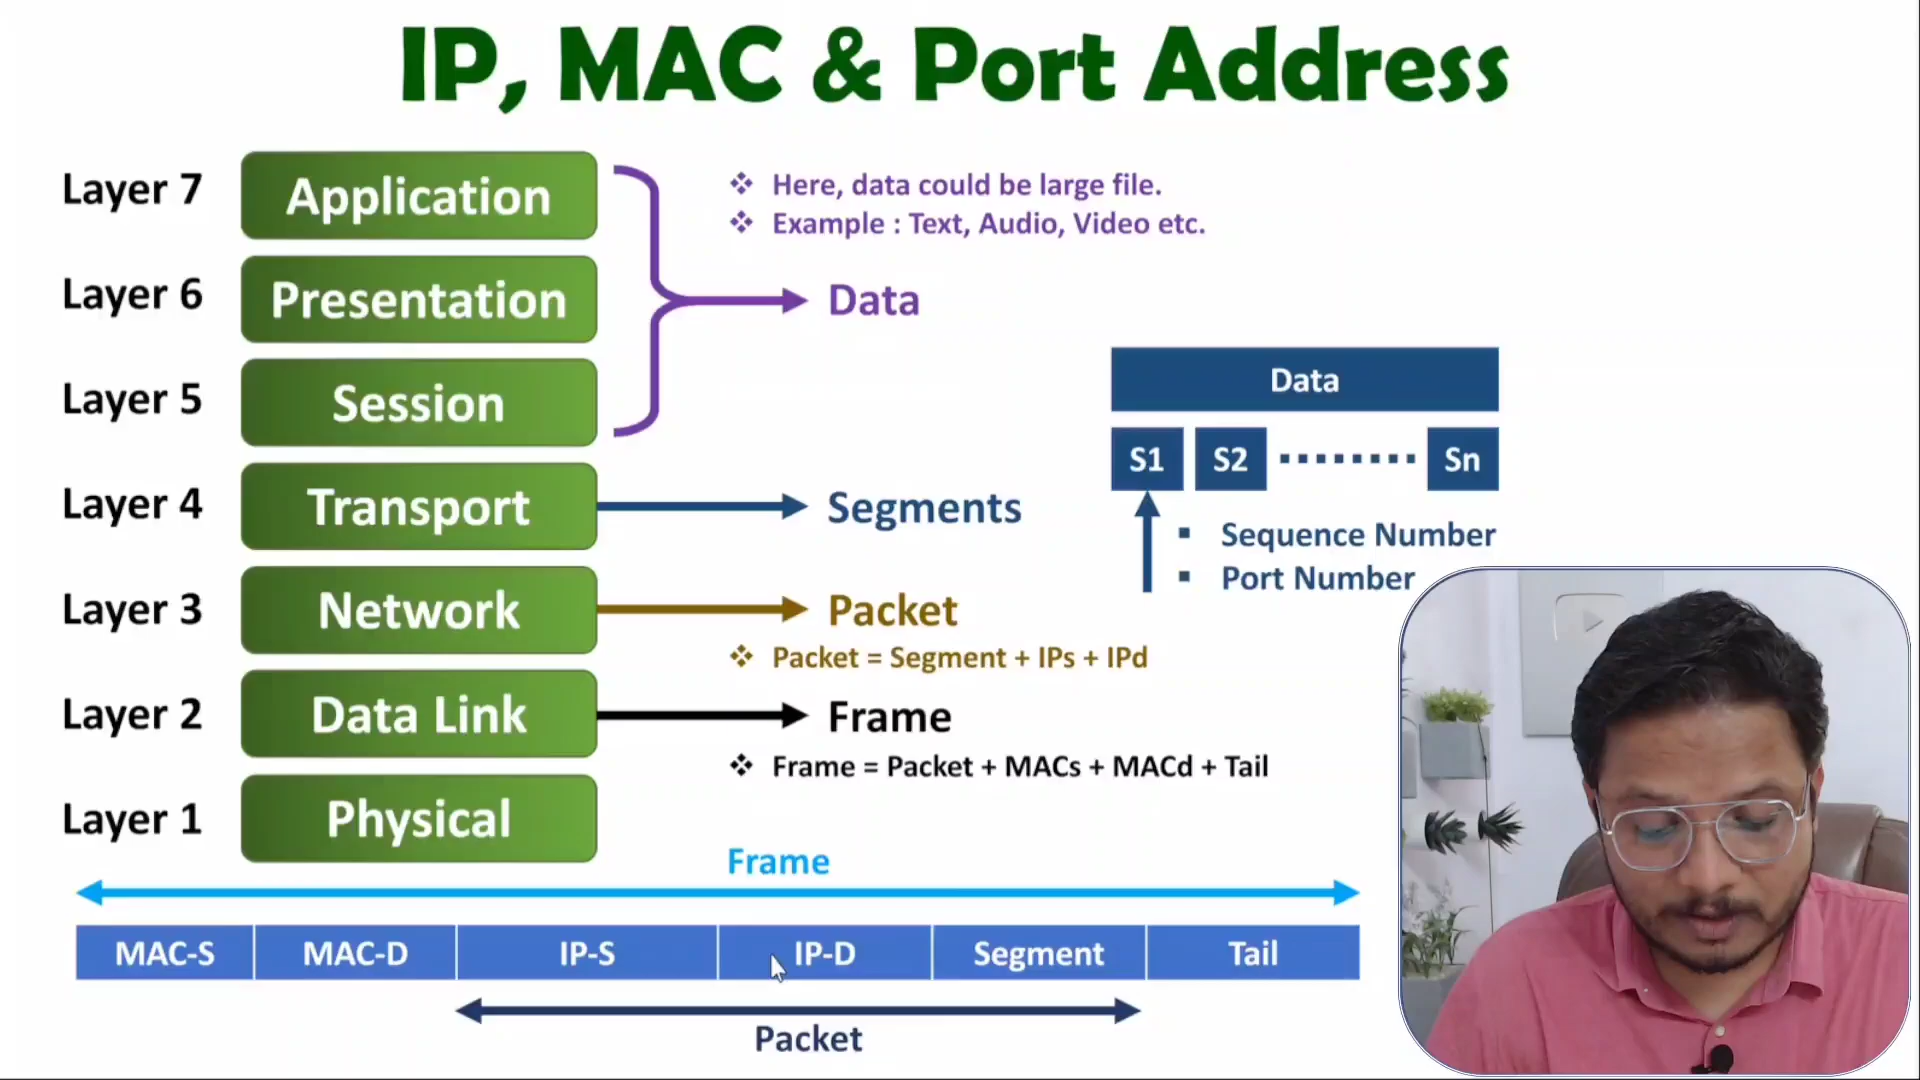 IP, MAC & Port Address
Layer 7 Application
Here, data could be large file.
Example : Text, Audio, Video etc.
Layer 6 Presentation
Data
Layer 5 Session
Data
S1 S2 Sn
Layer 4 Transport
Segments
Sequence Number
Port Number
Layer 3 Network
Packet
Packet = Segment + IPs + IPd
Layer 2 Data Link
Frame
Frame = Packet + MACs + MACd + Tail
Layer 1 Physical
Frame
MAC-S MAC-D IP-S IP-D Segment Tail
Packet